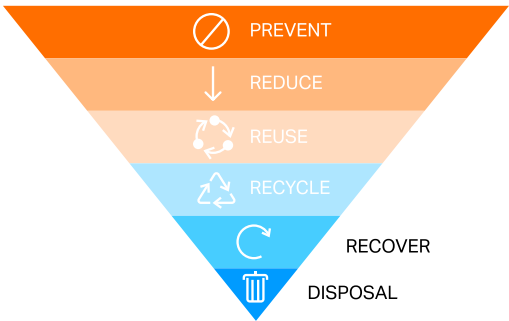 PREVENT
REDUCE
REUSE
RECYCLE
RECOVER
DISPOSAL